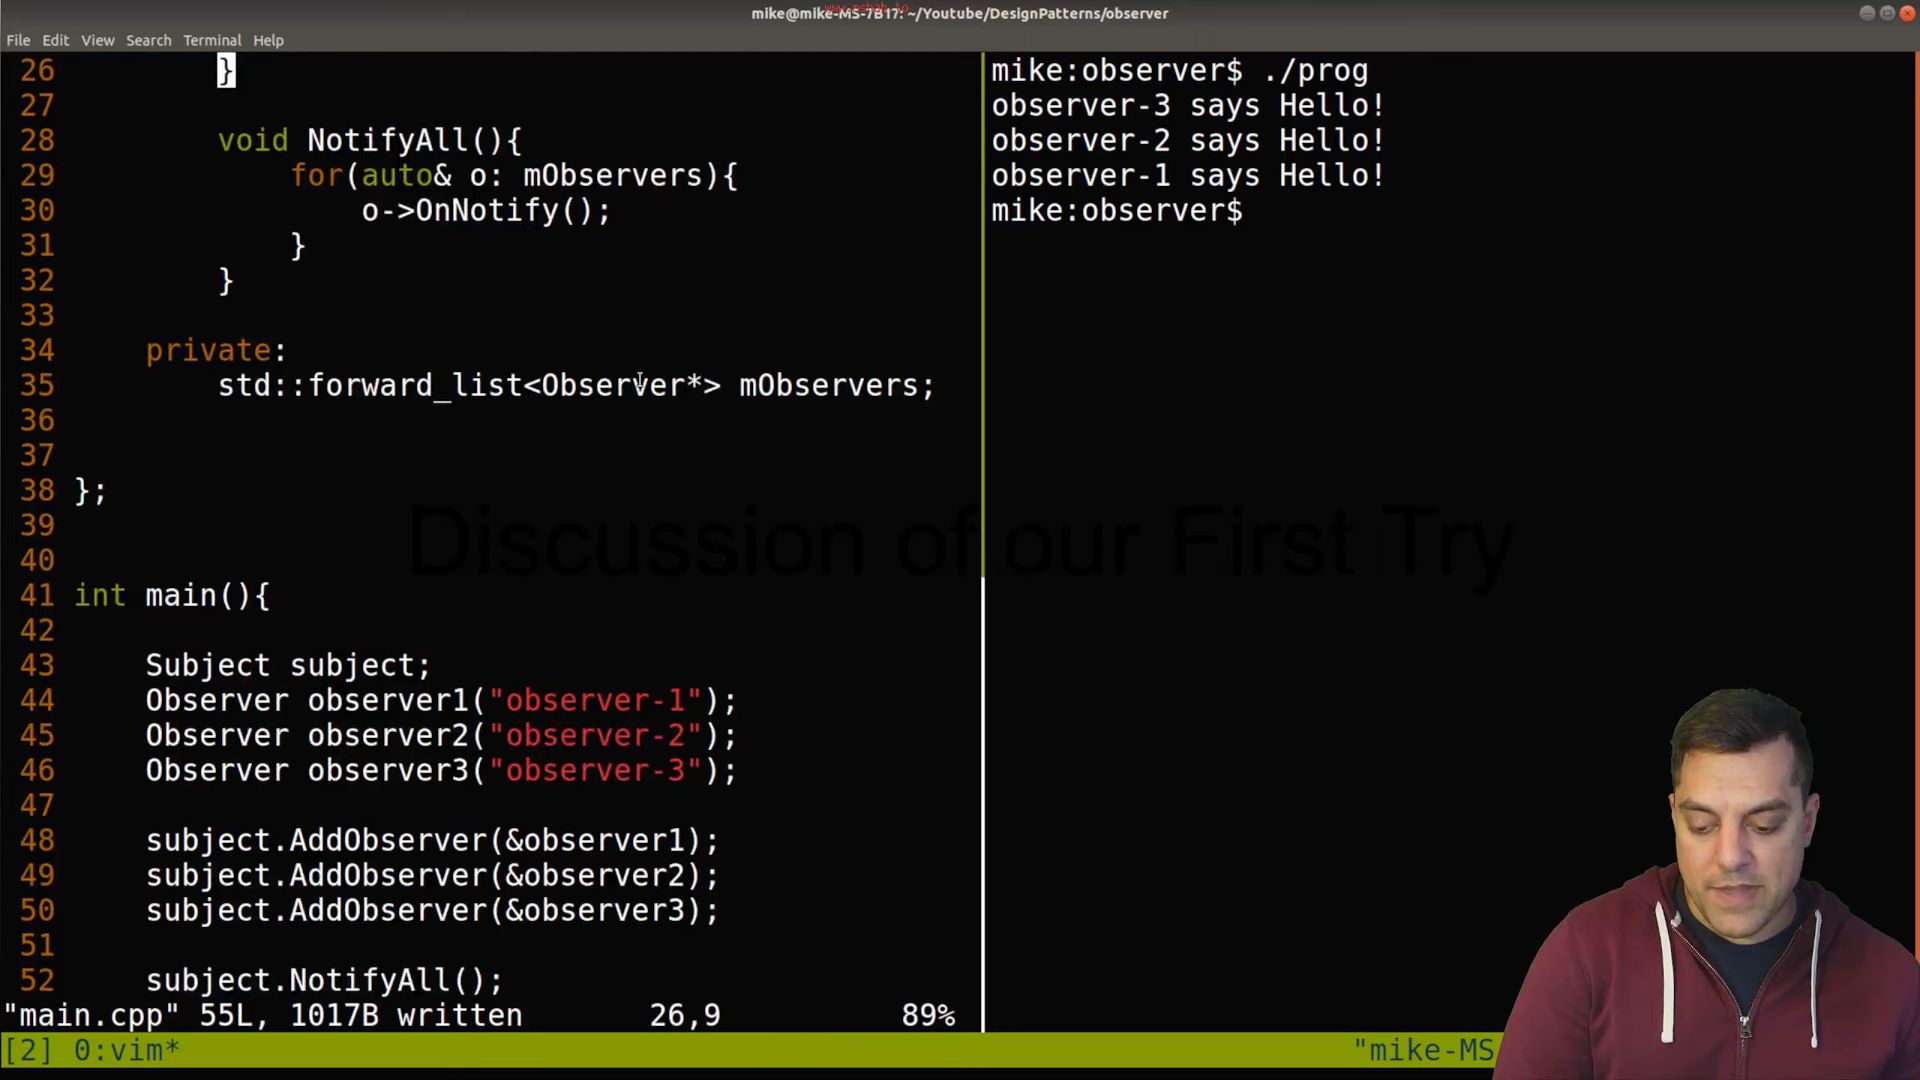 www.mshah.io
mike@mike-MS-7B17: ~/Youtube/DesignPatterns/observer
File Edit View Search Terminal Help
26 }
27
28 void NotifyAll(){
29 for(auto& o: mObservers){
30 o->OnNotify();
31 }
32 }
33
34 private:
35 std::forward_list<Observer*> mObservers;
36
37
38 };
39
40
41 int main(){
42
43 Subject subject;
44 Observer observer1("observer-1");
45 Observer observer2("observer-2");
46 Observer observer3("observer-3");
47
48 subject.AddObserver(&observer1);
49 subject.AddObserver(&observer2);
50 subject.AddObserver(&observer3);
51
52 subject.NotifyAll();
"main.cpp" 55L, 1017B written 26,9 89%
mike:observer$ ./prog
observer-3 says Hello!
observer-2 says Hello!
observer-1 says Hello!
mike:observer$
Discussion of our First Try
[2] 0:vim* "mike-MS